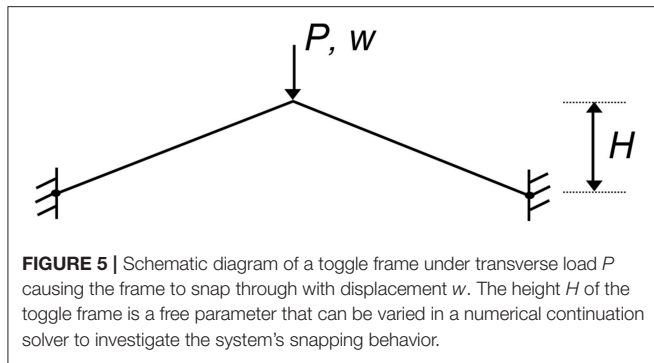 P, w
H
FIGURE 5 | Schematic diagram of a toggle frame under transverse load P
causing the frame to snap through with displacement w. The height H of the
toggle frame is a free parameter that can be varied in a numerical continuation
solver to investigate the system's snapping behavior.